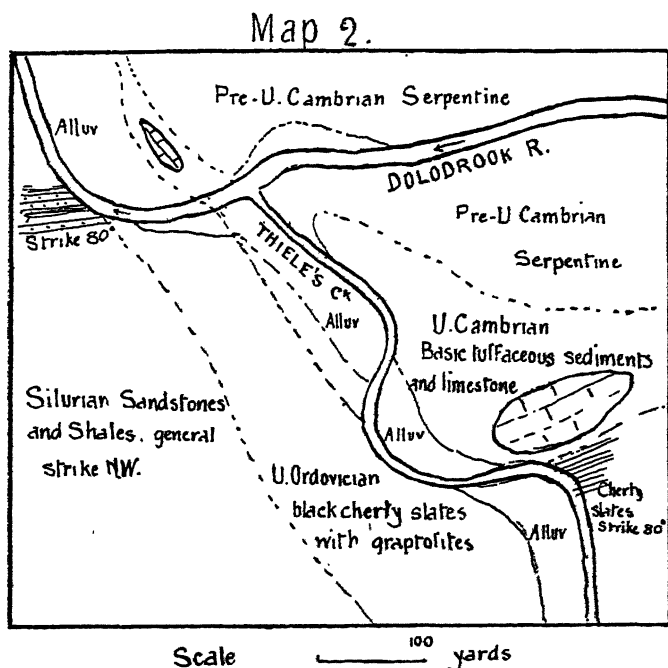 Map 2.
Pre-U. Cambrian Serpentine
Alluv
DOLODROOK R.
Pre-U Cambrian
Serpentine
Strike 80°
THIELE'S CK
Alluv
U. Cambrian
Basic tuffaceous sediments
and limestone
Silurian Sandstones
and Shales, general
strike NW.
Alluv
U. Ordovician
black cherty slates
with graptolites
Cherty
slates
Strike 80°
Alluv
Scale 100 yards